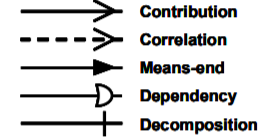 Contribution
Correlation
Means-end
Dependency
Decomposition